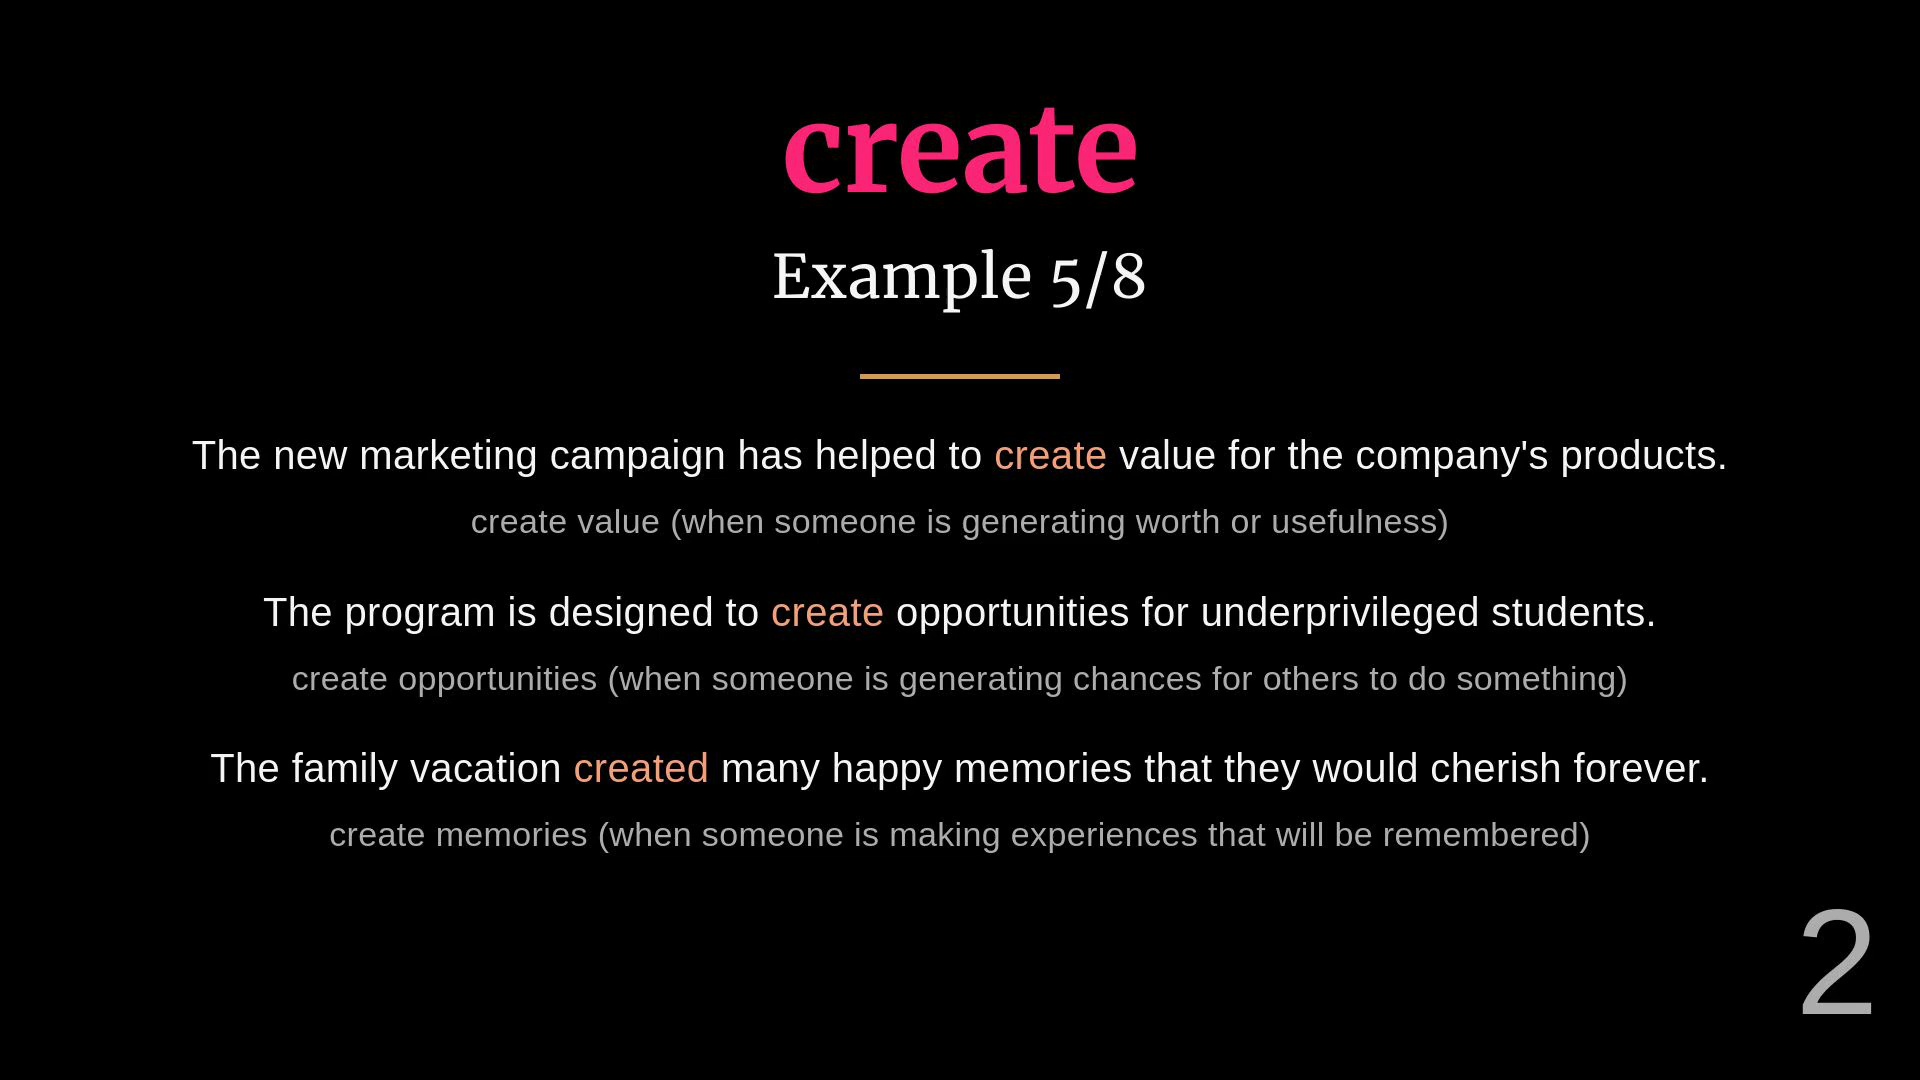 create
Example 5/8
The new marketing campaign has helped to create value for the company's products.
create value (when someone is generating worth or usefulness)
The program is designed to create opportunities for underprivileged students.
create opportunities (when someone is generating chances for others to do something)
The family vacation created many happy memories that they would cherish forever.
create memories (when someone is making experiences that will be remembered)
2